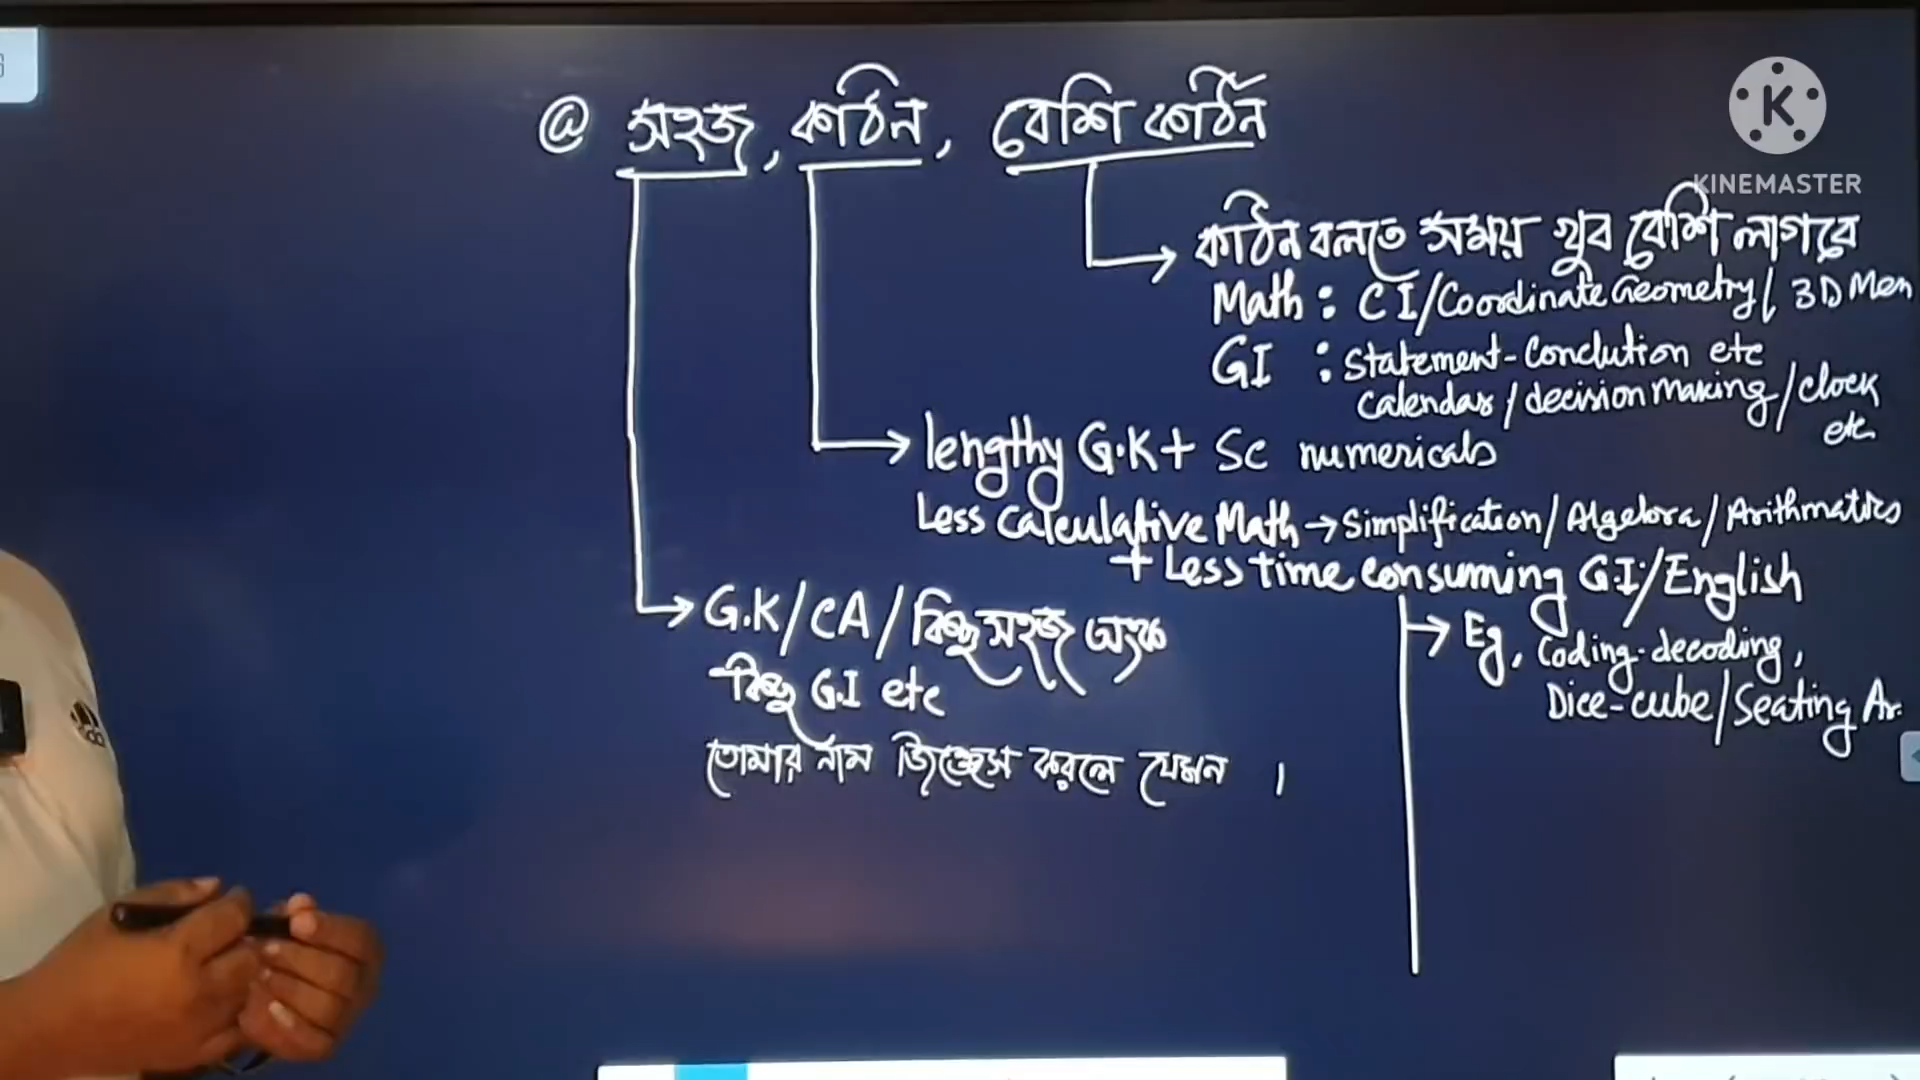 @ সহজ, কঠিন, বেশি কঠিন
K
KINEMASTER
কঠিন বলতে সময় খুব বেশি লাগবে
Math : CI/Coordinate Geometry/ 3D Men
GI : Statement-Conclution etc
Calendar/decision Making/clock
etc
lengthy G.K + Sc numericals
Less Calculative Math → Simplification/Algebra/Arithmatics
+ Less time consuming G.I/English
G.K/CA/কিছু সহজ অংক
কিছু G.I etc
তোমার নাম জিজ্ঞেস করলে যেমন ।
Eg, Coding-decoding,
Dice-cube/Seating Ar.